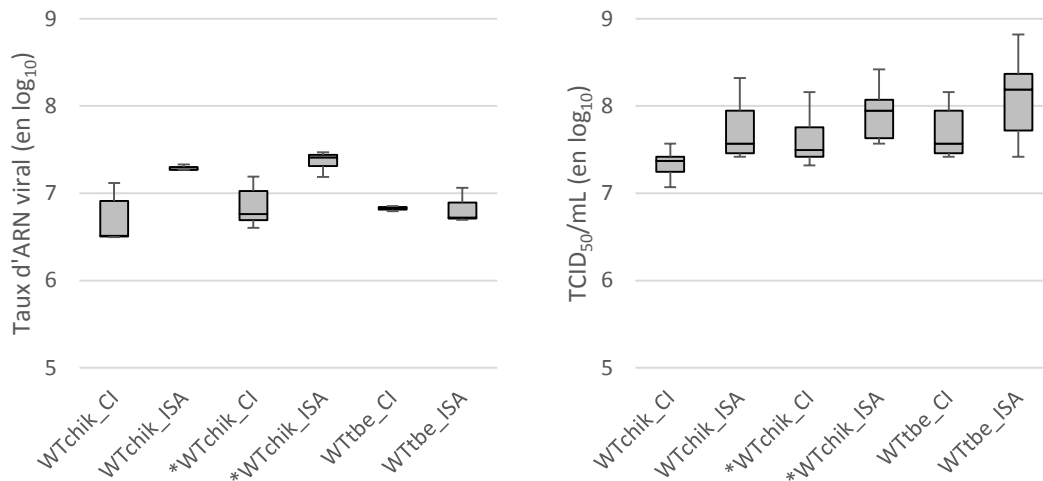 Taux d'ARN viral (en log10)
9
8
7
6
5
WTchik_CI
WTchik_ISA
*WTchik_CI
*WTchik_ISA
WTtbe_CI
WTtbe_ISA
TCID50/mL (en log10)
9
8
7
6
5
WTchik_CI
WTchik_ISA
*WTchik_CI
*WTchik_ISA
WTtbe_CI
WTtbe_ISA